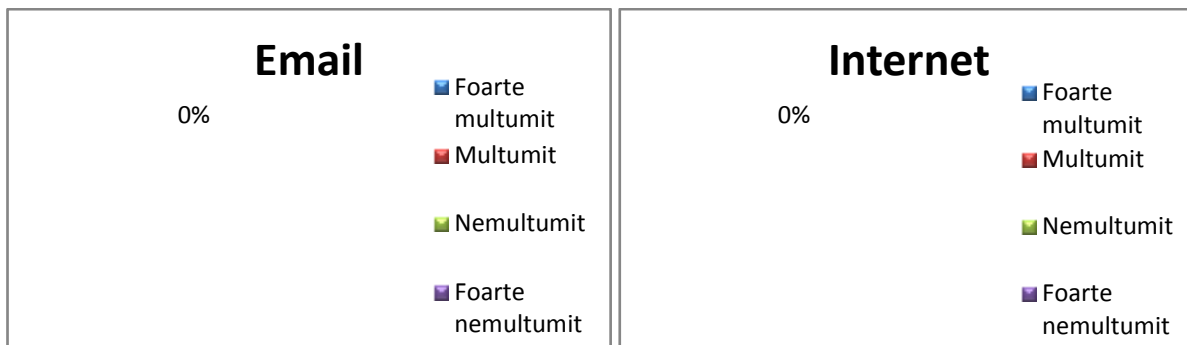 Email
0%
Foarte
multumit
Multumit
Nemultumit
Foarte
nemultumit
Internet
0%
Foarte
multumit
Multumit
Nemultumit
Foarte
nemultumit